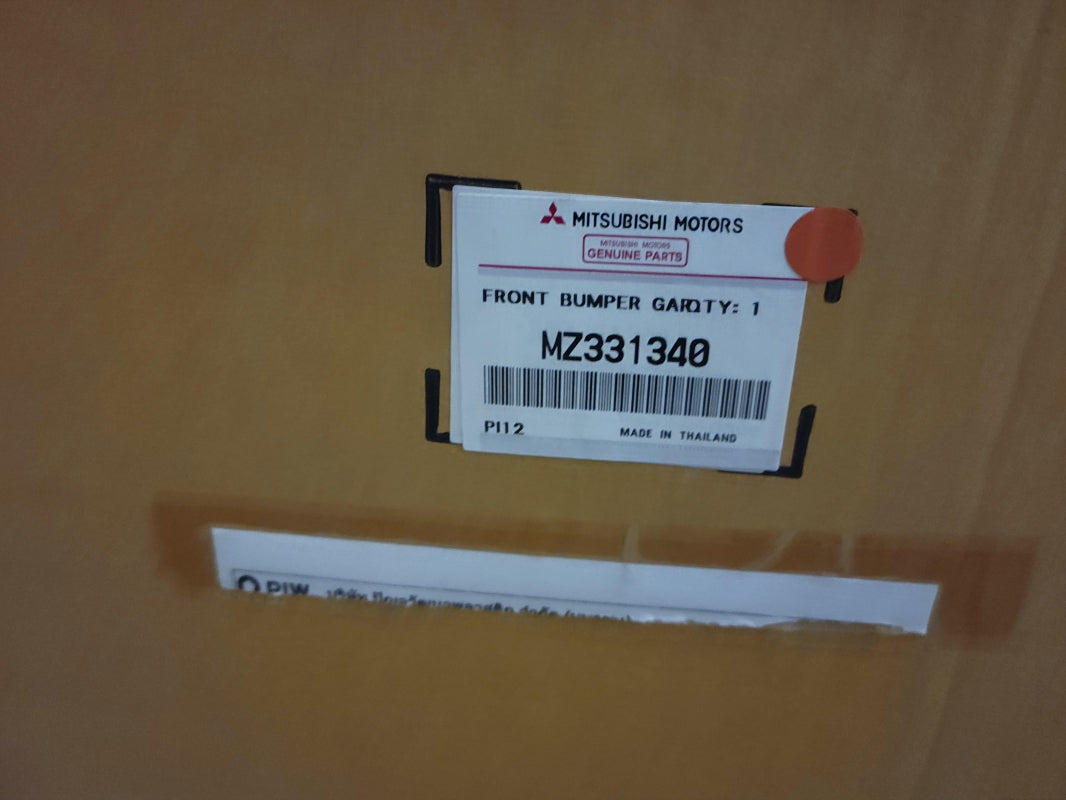 MITSUBISHI MOTORS
MITSUBISHI MOTORS
GENUINE PARTS
FRONT BUMPER GARQTY: 1
MZ331340
PI12
MADE IN THAILAND
PIW